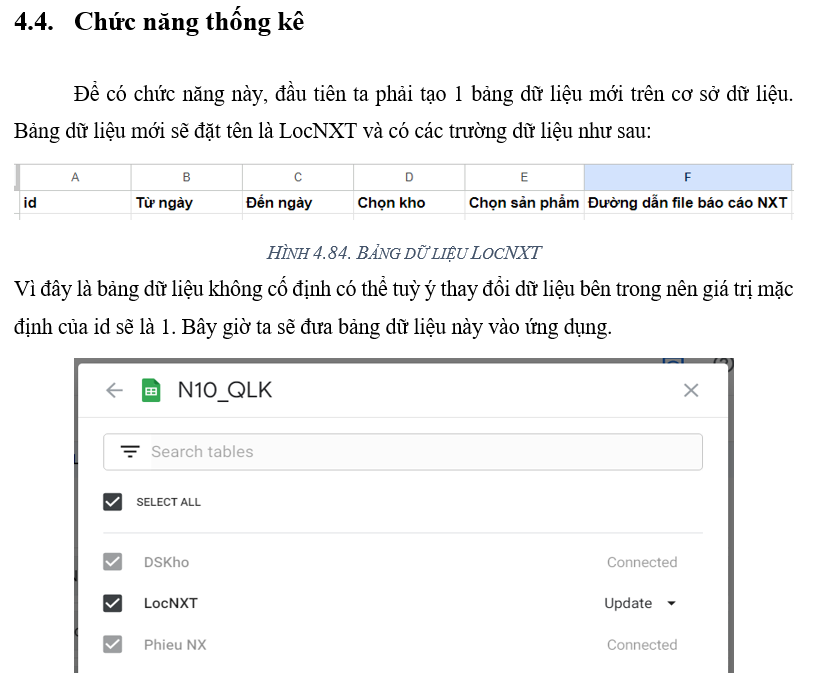 4.4. Chức năng thống kê
Để có chức năng này, đầu tiên ta phải tạo 1 bảng dữ liệu mới trên cơ sở dữ liệu.
Bảng dữ liệu mới sẽ đặt tên là LocNXT và có các trường dữ liệu như sau:
A B C D E F
id Từ ngày Đến ngày Chọn kho Chọn sản phẩm Đường dẫn file báo cáo NXT
HÌNH 4.84. BẢNG DỮ LIỆU LOCNXT
Vì đây là bảng dữ liệu không cố định có thể tuỳ ý thay đổi dữ liệu bên trong nên giá trị mặc
định của id sẽ là 1. Bây giờ ta sẽ đưa bảng dữ liệu này vào ứng dụng.
N10_QLK
Search tables
SELECT ALL
DSKho Connected
LocNXT Update
Phieu NX Connected